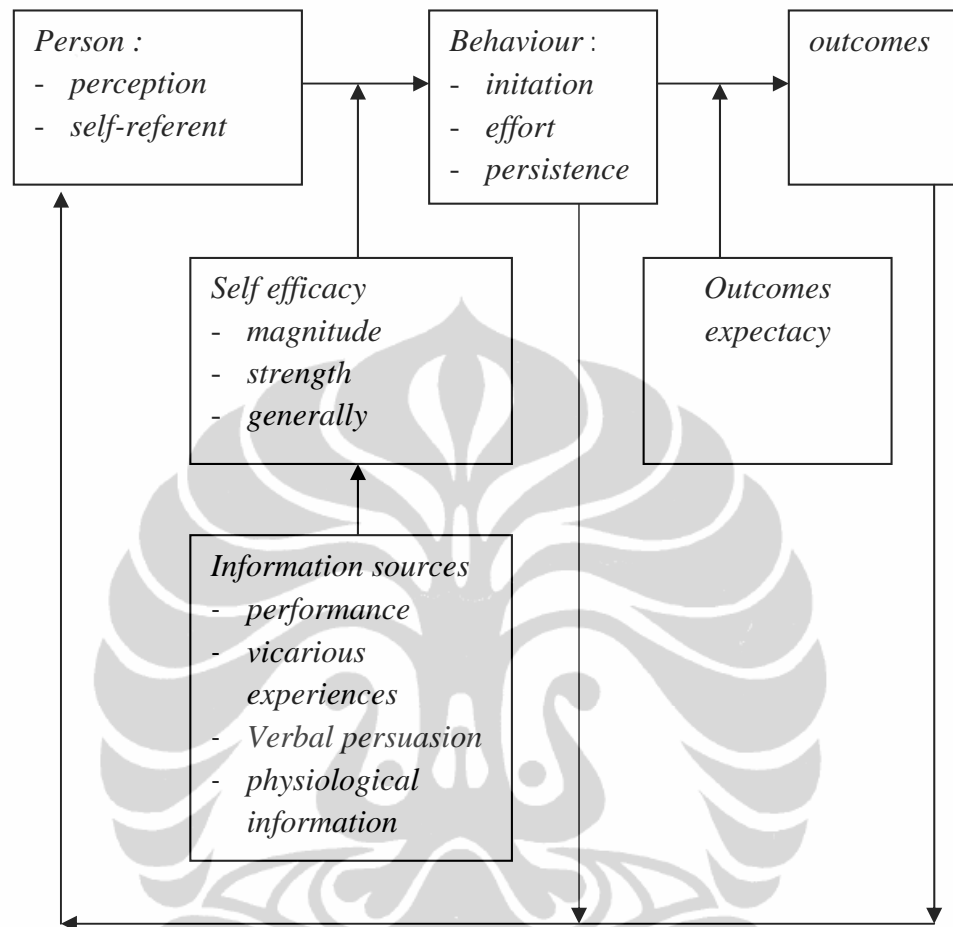 Person :
- perception
- self-referent
Behaviour :
- initation
- effort
- persistence
outcomes
Self efficacy
- magnitude
- strength
- generally
Outcomes
expectacy
Information sources
- performance
- vicarious
experiences
- Verbal persuasion
- physiological
information